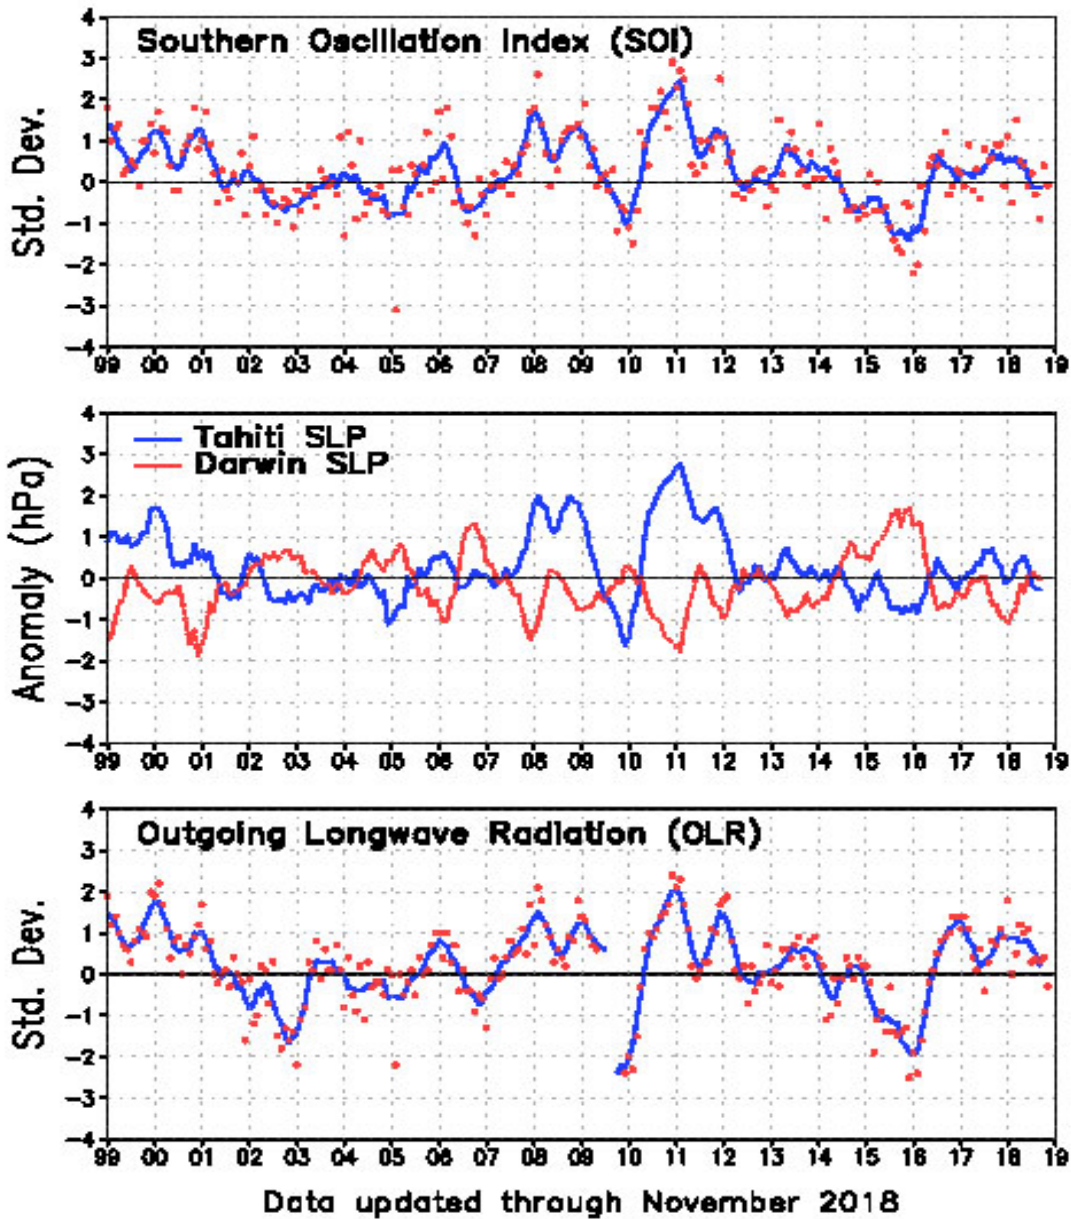 Southern Oscillation Index (SOI)
Std. Dev.
4
3
2
1
0
-1
-2
-3
-4
99 00 01 02 03 04 05 06 07 08 09 10 11 12 13 14 15 16 17 18 19
Tahiti SLP
Darwin SLP
Anomaly (hPa)
4
3
2
1
0
-1
-2
-3
-4
99 00 01 02 03 04 05 06 07 08 09 10 11 12 13 14 15 16 17 18 19
Outgoing Longwave Radiation (OLR)
Std. Dev.
4
3
2
1
0
-1
-2
-3
-4
99 00 01 02 03 04 05 06 07 08 09 10 11 12 13 14 15 16 17 18 19
Data updated through November 2018